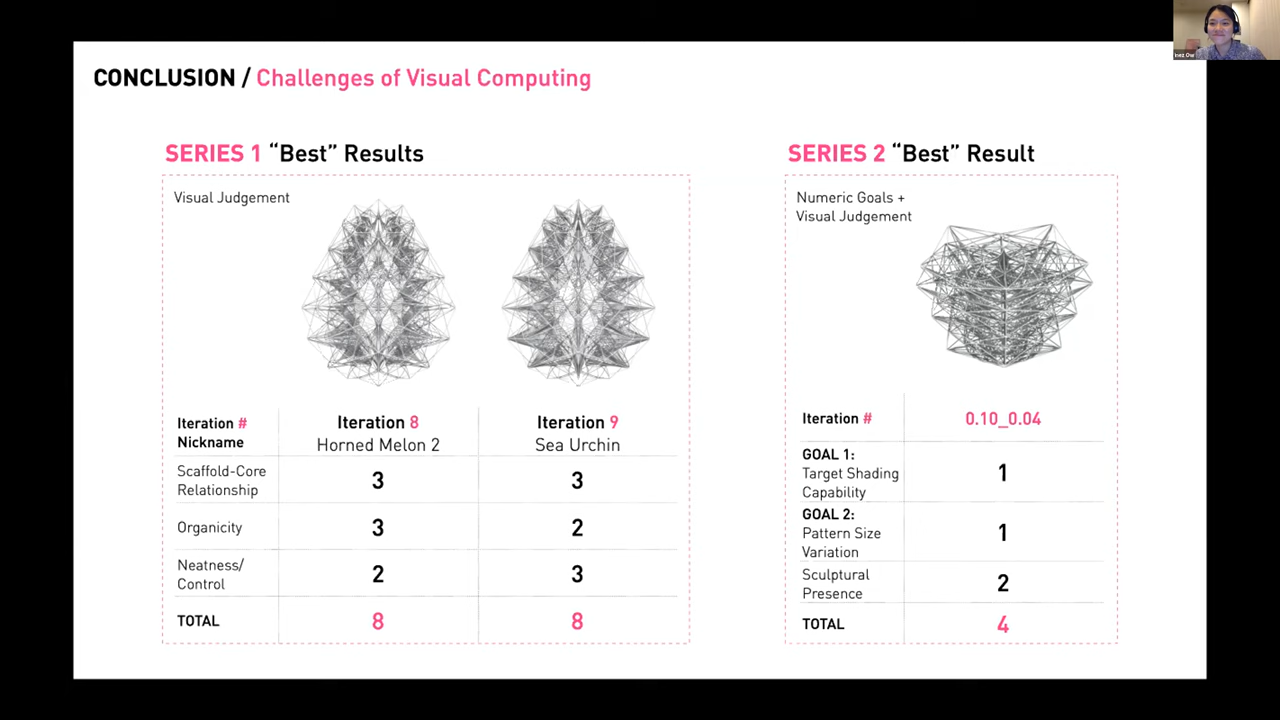 CONCLUSION / Challenges of Visual Computing
SERIES 1 “Best” Results
Visual Judgement
Iteration #
Nickname
Iteration 8
Horned Melon 2
Iteration 9
Sea Urchin
Scaffold-Core
Relationship
3
3
Organicity
3
2
Neatness/
Control
2
3
TOTAL
8
8
SERIES 2 “Best” Result
Numeric Goals +
Visual Judgement
Iteration #
0.10_0.04
GOAL 1:
Target Shading
Capability
1
GOAL 2:
Pattern Size
Variation
1
Sculptural
Presence
2
TOTAL
4